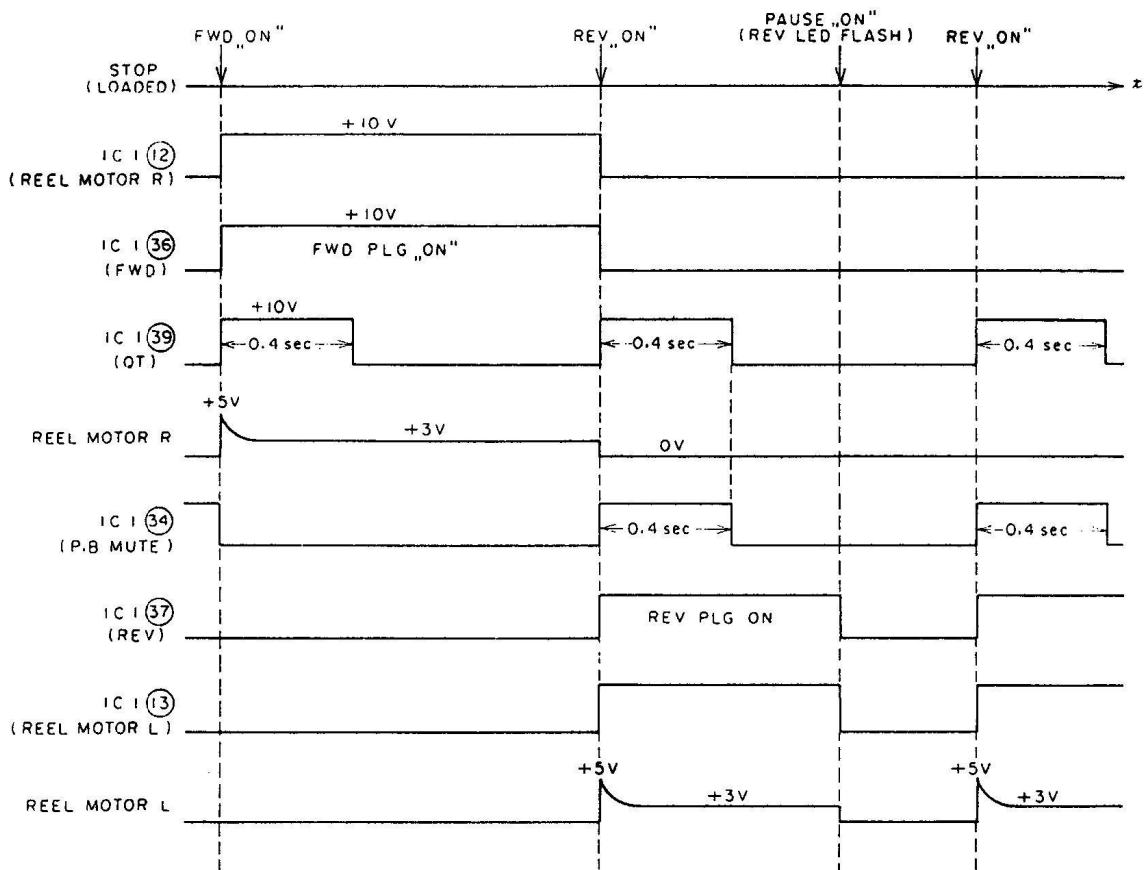 FWD „ON"
REV „ON"
PAUSE „ON"
(REV LED FLASH)
REV „ON"
STOP
(LOADED)
t
+10V
IC 1 12
(REEL MOTOR R)
+10V
IC 1 36
(FWD)
FWD PLG „ON"
+10V
IC 1 39
(QT)
0.4 sec
0.4 sec
0.4 sec
+5V
REEL MOTOR R
+3V
0V
IC 1 34
(P.B MUTE)
0.4 sec
0.4 sec
IC 1 37
(REV)
REV PLG ON
IC 1 13
(REEL MOTOR L)
+5V
+5V
REEL MOTOR L
+3V
+3V